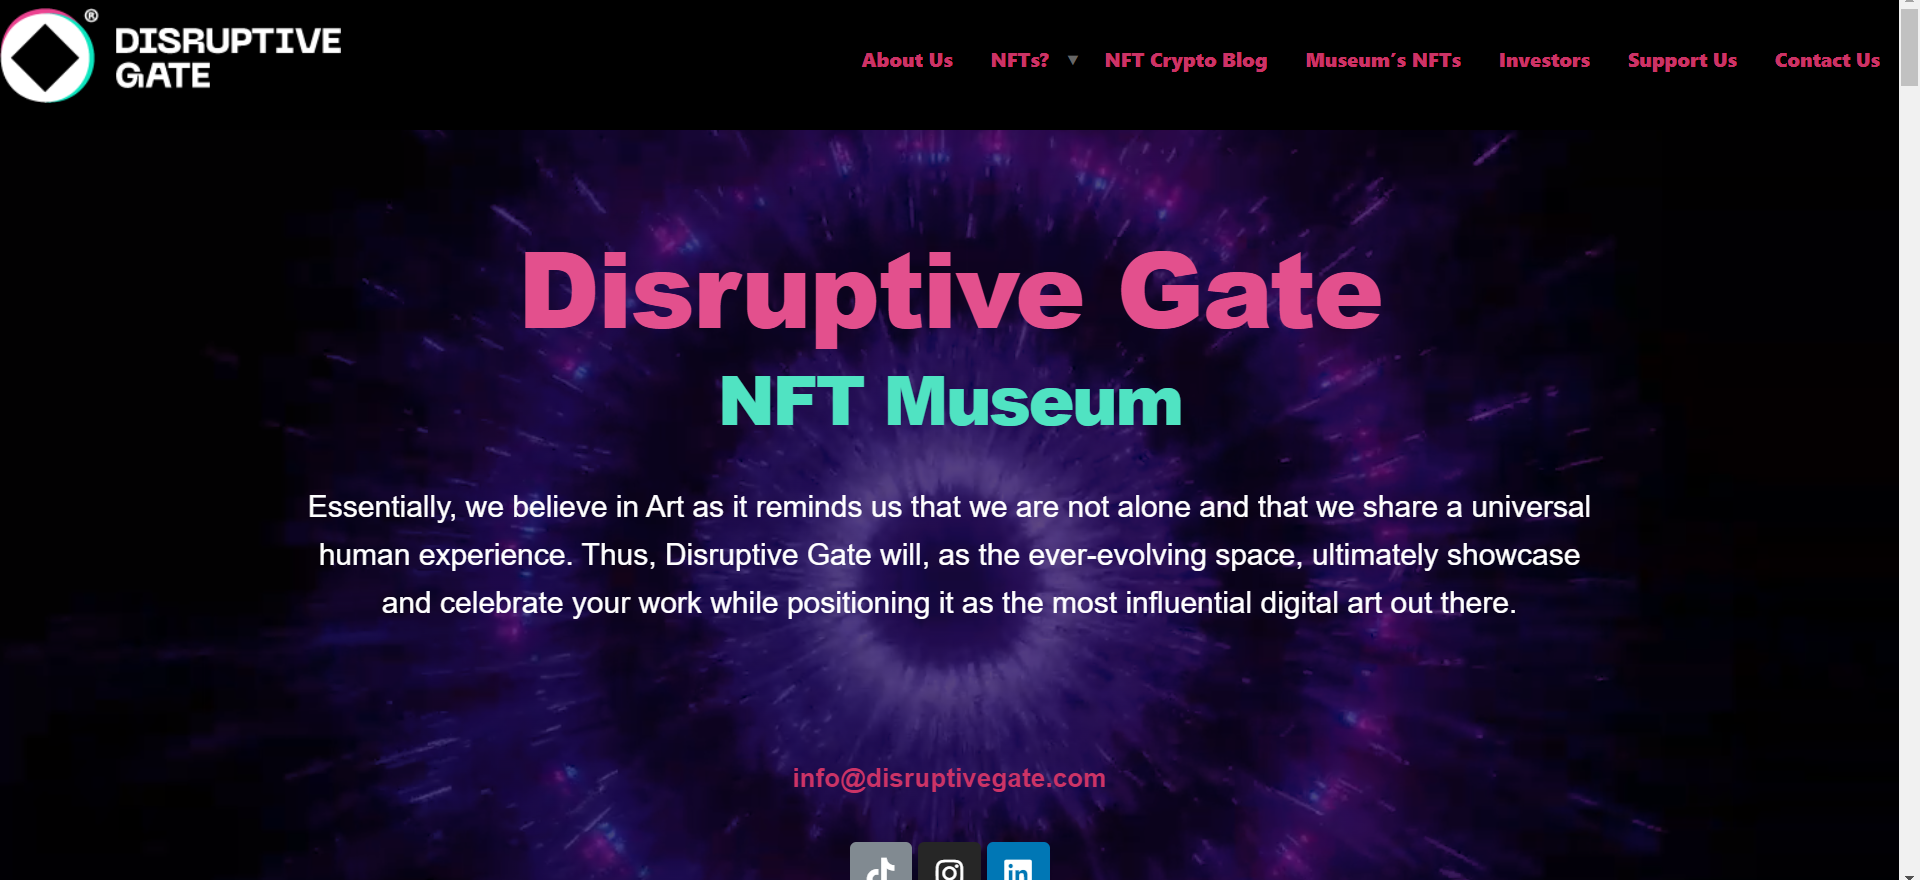 DISRUPTIVE
GATE
®
About Us
NFTs?
NFT Crypto Blog
Museum’s NFTs
Investors
Support Us
Contact Us
Disruptive Gate
NFT Museum
Essentially, we believe in Art as it reminds us that we are not alone and that we share a universal
human experience. Thus, Disruptive Gate will, as the ever-evolving space, ultimately showcase
and celebrate your work while positioning it as the most influential digital art out there.
info@disruptivegate.com
in